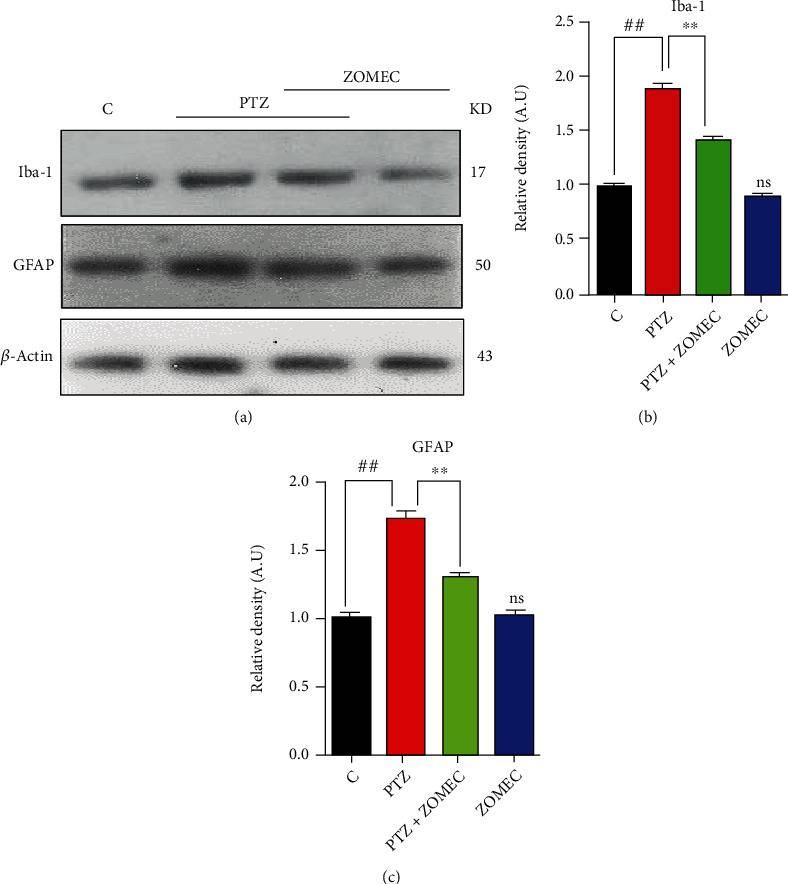 ZOMEC
C
PTZ
KD
Iba-1
17
GFAP
50
β-Actin
43
(a)
Iba-1
##
**
ns
Relative density (A.U)
2.5
2.0
1.5
1.0
0.5
0.0
C
PTZ
PTZ + ZOMEC
ZOMEC
(b)
GFAP
##
**
ns
Relative density (A.U)
2.0
1.5
1.0
0.5
0.0
C
PTZ
PTZ + ZOMEC
ZOMEC
(c)